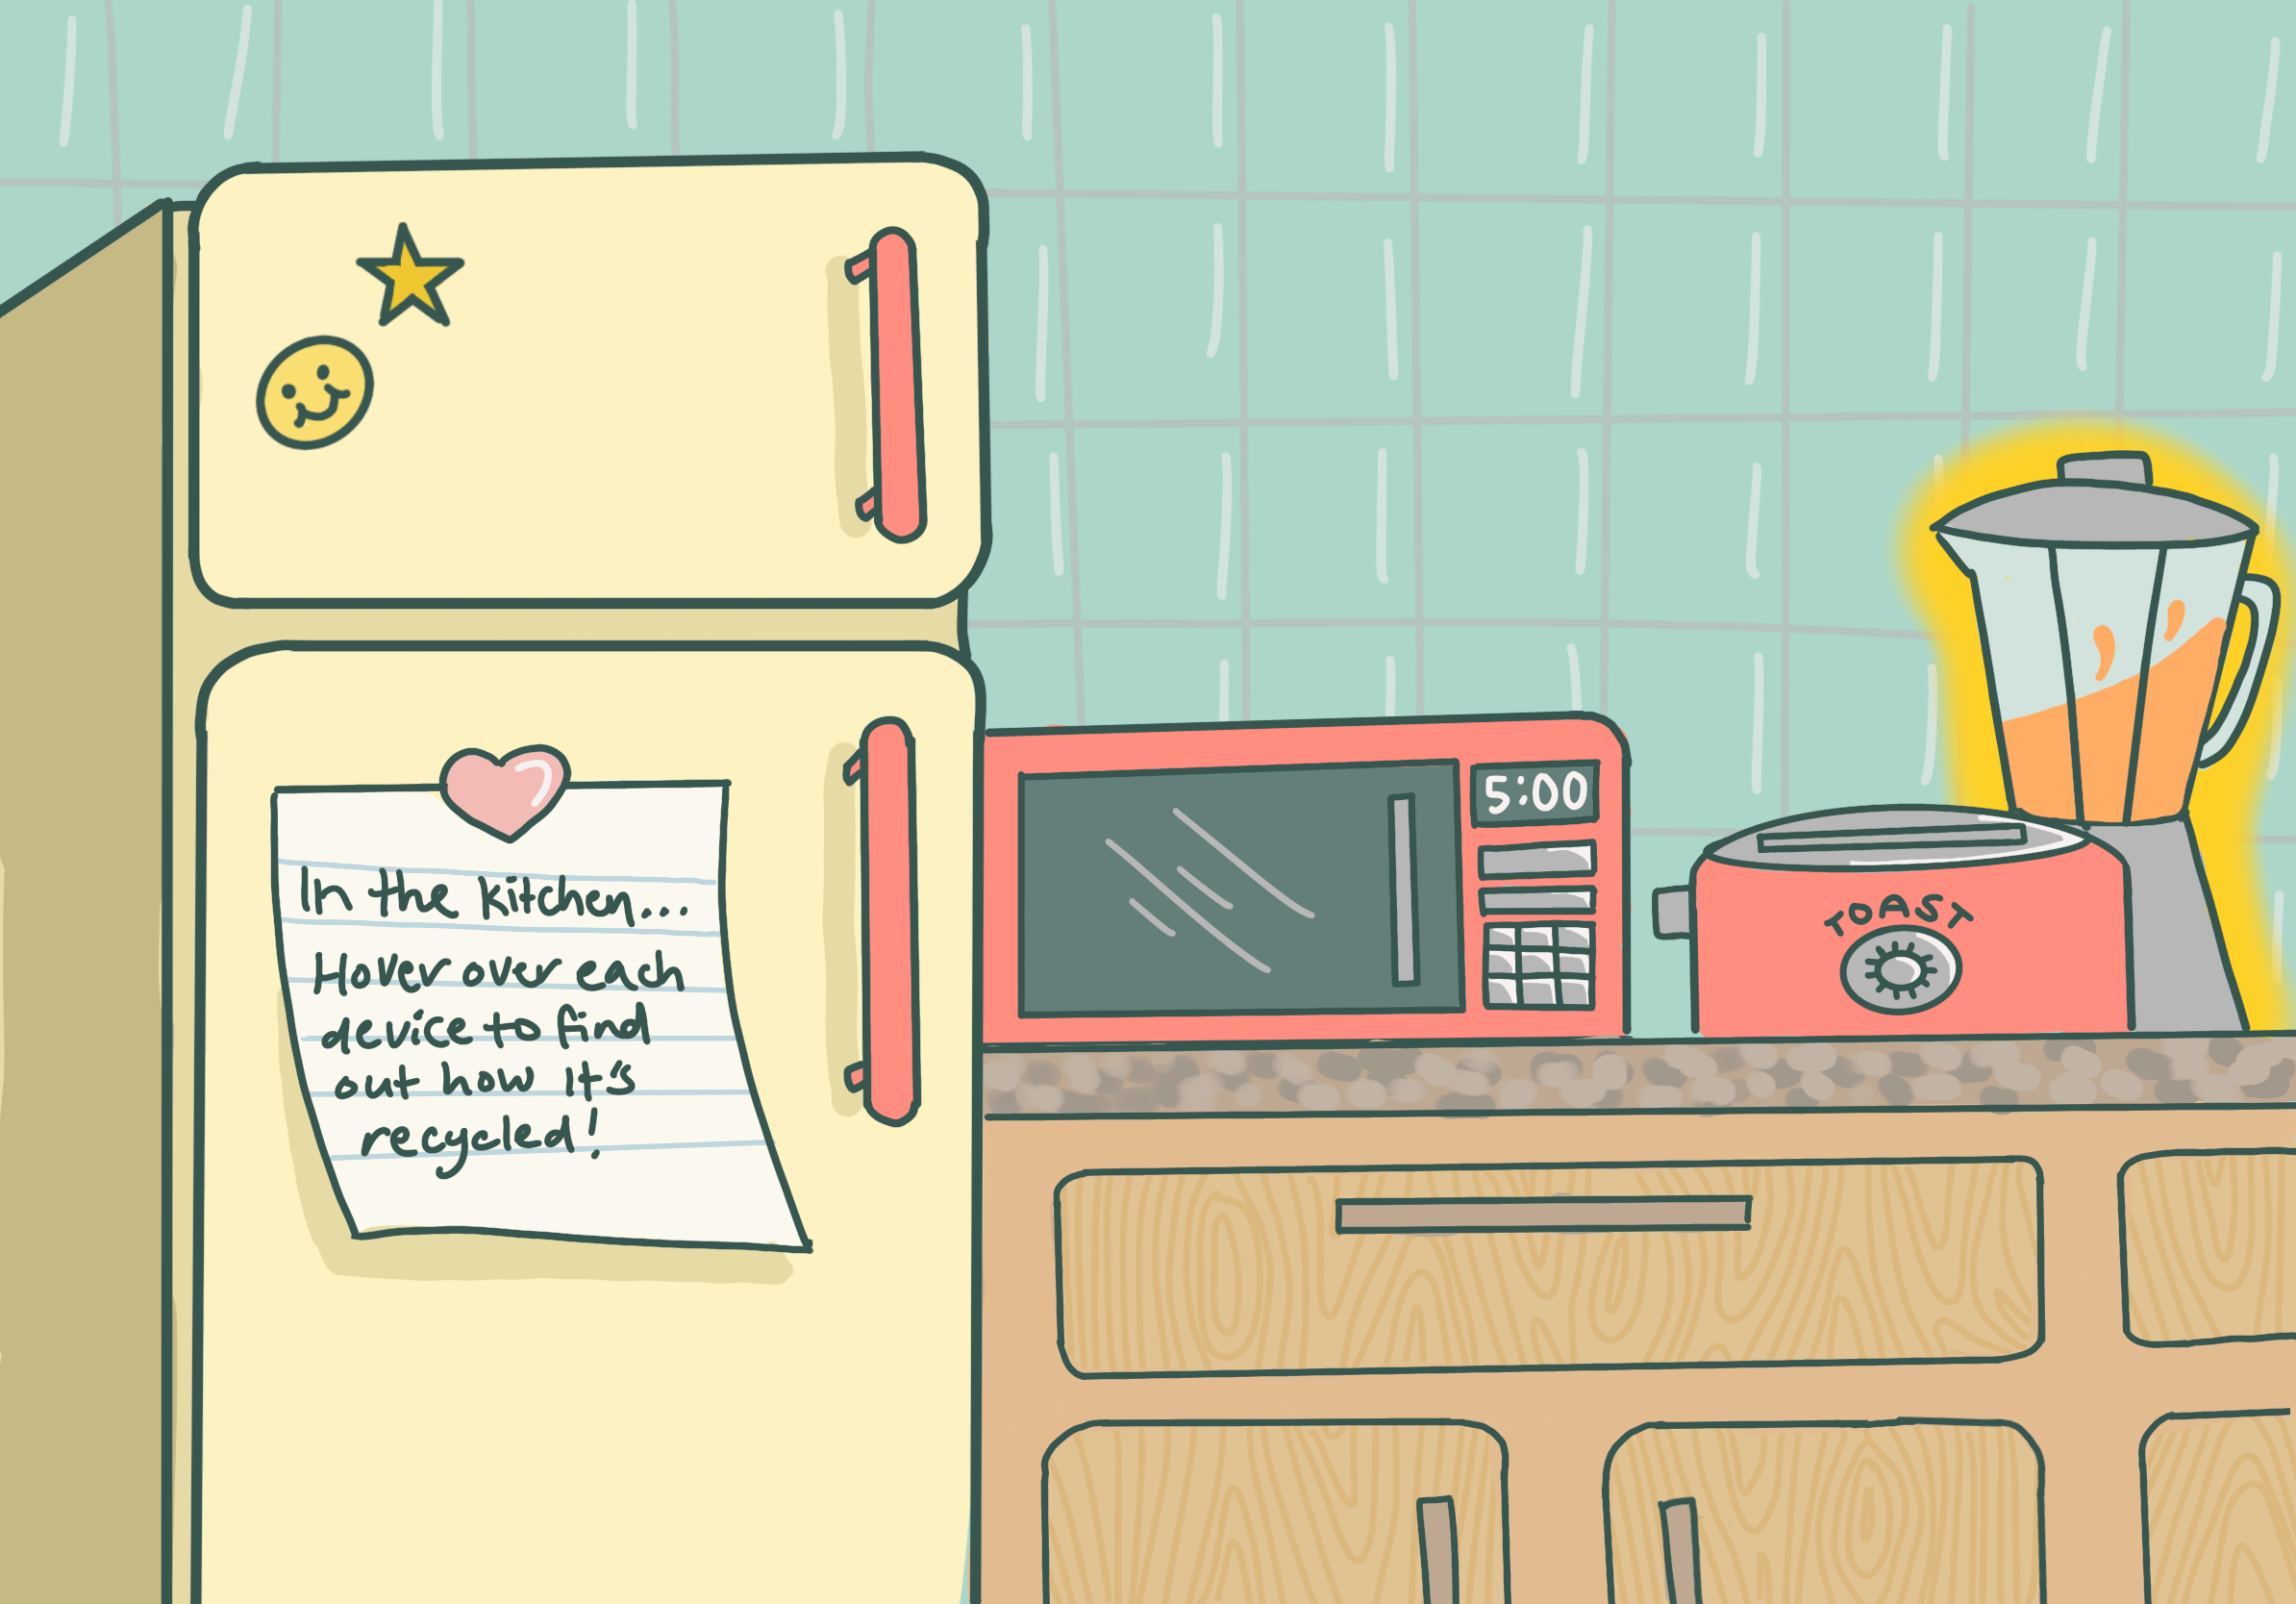 In the kitchen...
Hover over each
device to find
out how it's
recycled!
5:00
TOAST